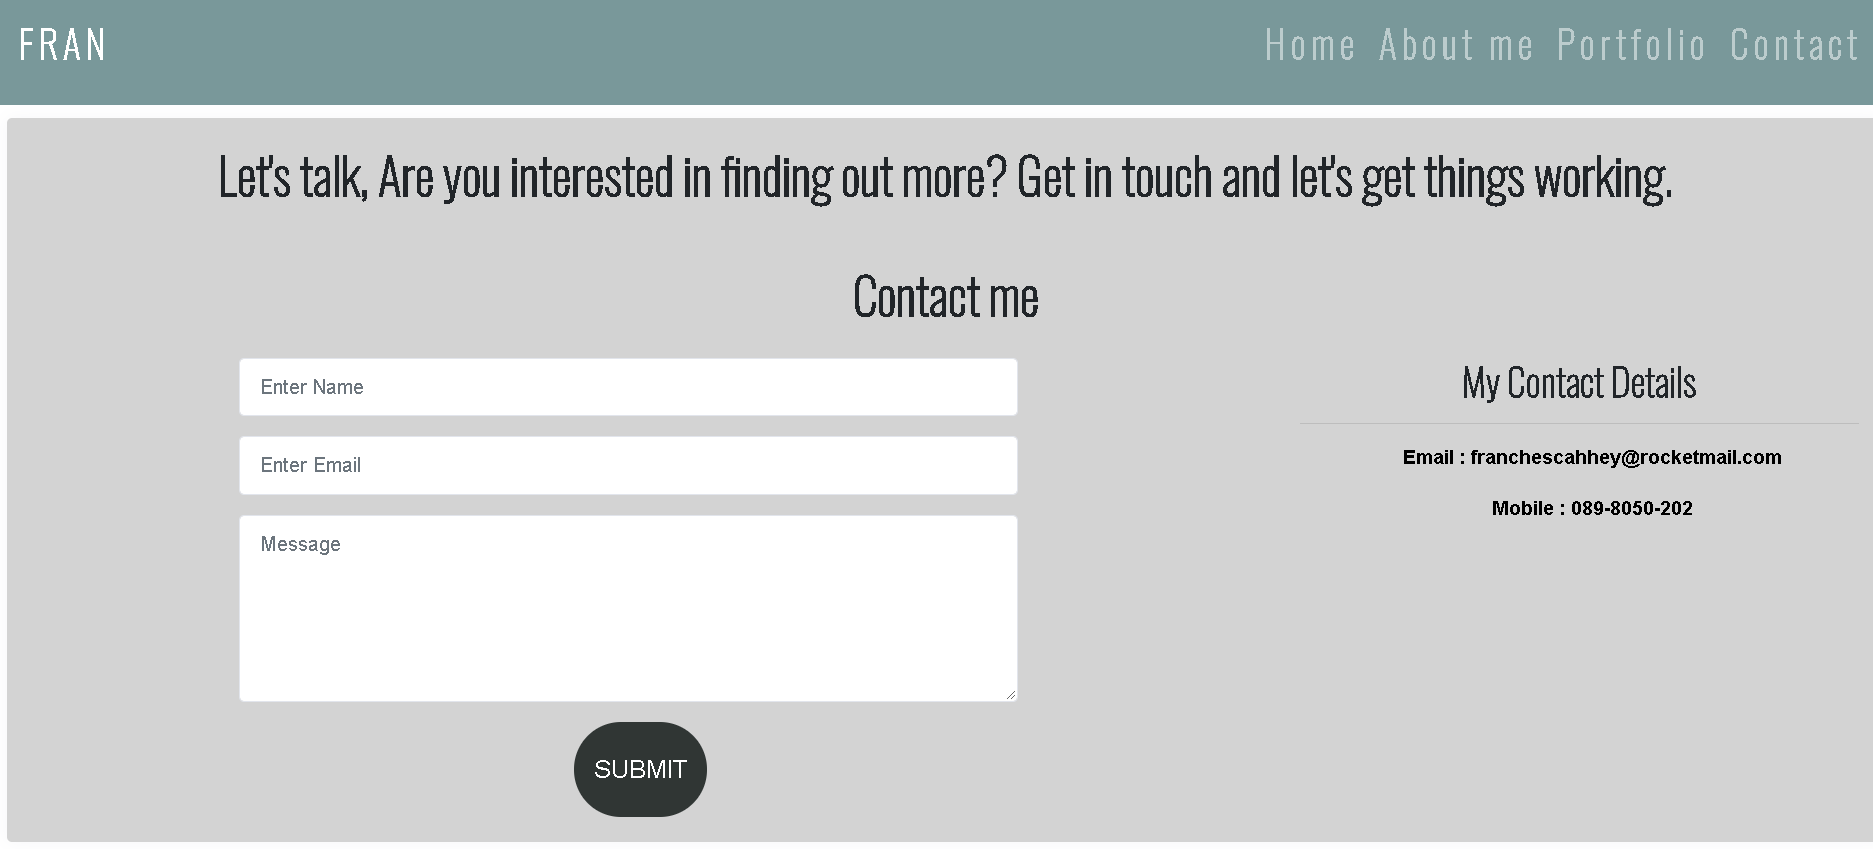 FRAN
Home About me Portfolio Contact
Let's talk, Are you interested in finding out more? Get in touch and let's get things working.
Contact me
Enter Name
Enter Email
Message
SUBMIT
My Contact Details
Email : franchescahhey@rocketmail.com
Mobile : 089-8050-202